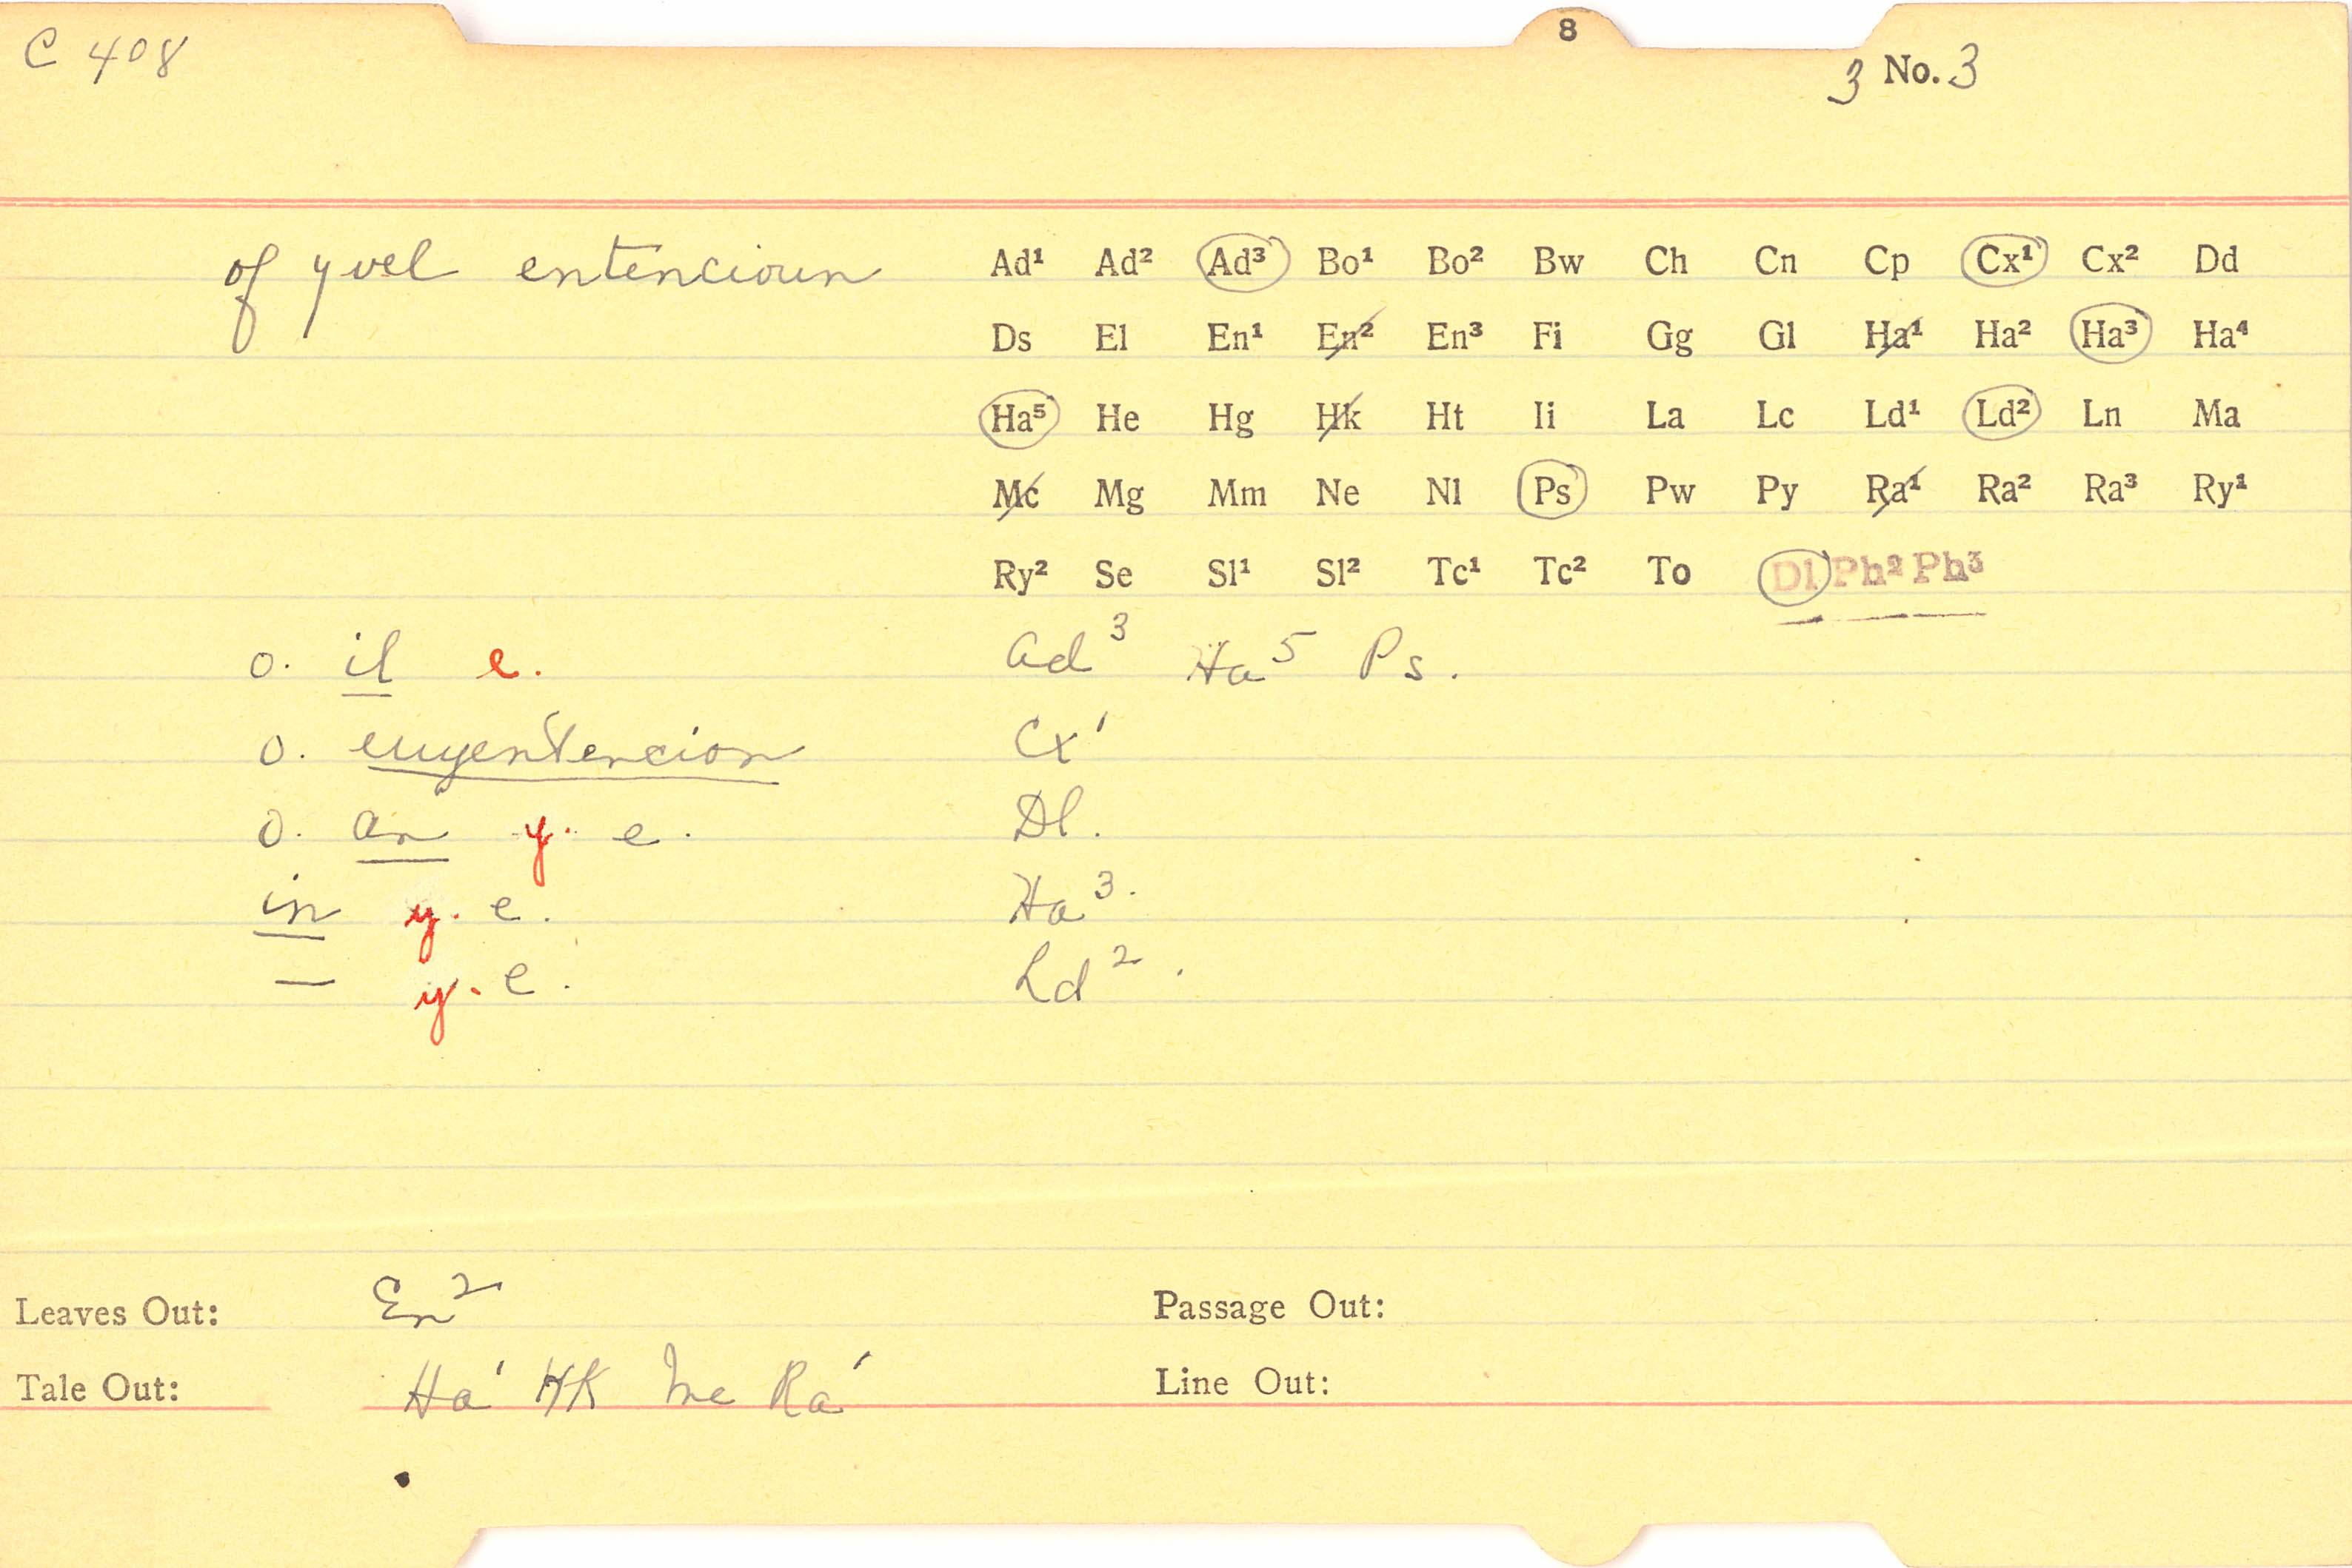 C 408
8
3 No. 3
of yvel entencioun
Ad¹ Ad² Ad³ Bo¹ Bo² Bw Ch Cn Cp Cx¹ Cx² Dd
Ds El En¹ En² En³ Fi Gg Gl Ha¹ Ha² Ha³ Ha⁴
Ha⁵ He Hg Hk Ht Ii La Lc Ld¹ Ld² Ln Ma
Mc Mg Mm Ne Nl Ps Pw Py Ra¹ Ra² Ra³ Ry¹
Ry² Se Sl¹ Sl² Tc¹ Tc² To Dl Ph² Ph³
o. il e. Ad³ Ha⁵ Ps.
o. euyentencion Cx¹
o. an y. e. Dl.
in y. e. Ha³.
— y. e. Ld².
Leaves Out: En² Passage Out:
Tale Out: Ha¹ Hk Mc Ra¹ Line Out: